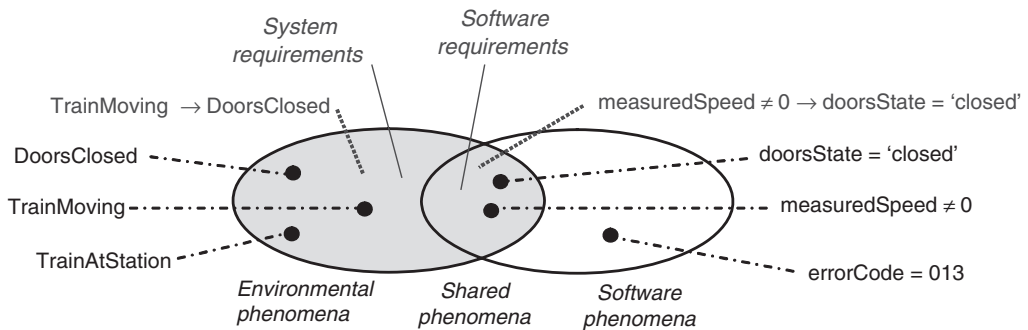 System
requirements
Software
requirements
TrainMoving → DoorsClosed
measuredSpeed ≠ 0 → doorsState = ‘closed’
DoorsClosed
doorsState = ‘closed’
TrainMoving
measuredSpeed ≠ 0
TrainAtStation
errorCode = 013
Environmental
phenomena
Shared
phenomena
Software
phenomena